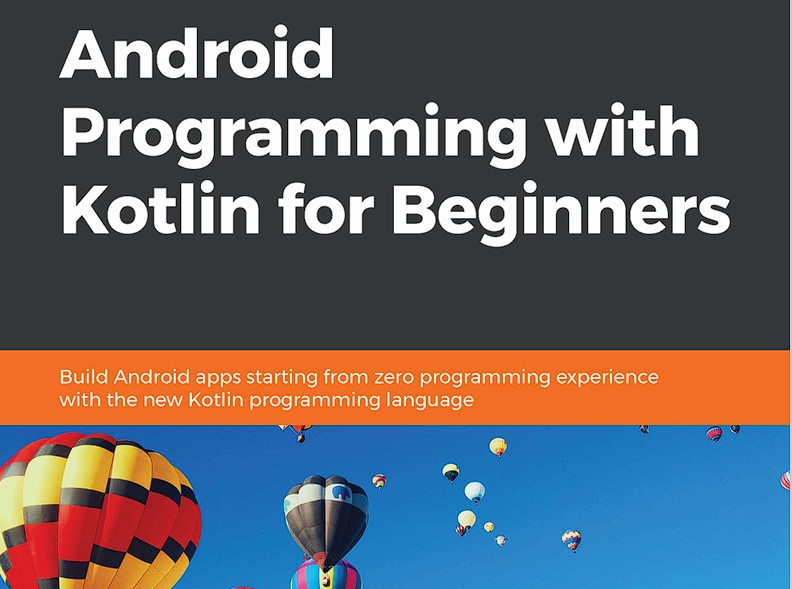 Android
Programming with
Kotlin for Beginners
Build Android apps starting from zero programming experience
with the new Kotlin programming language